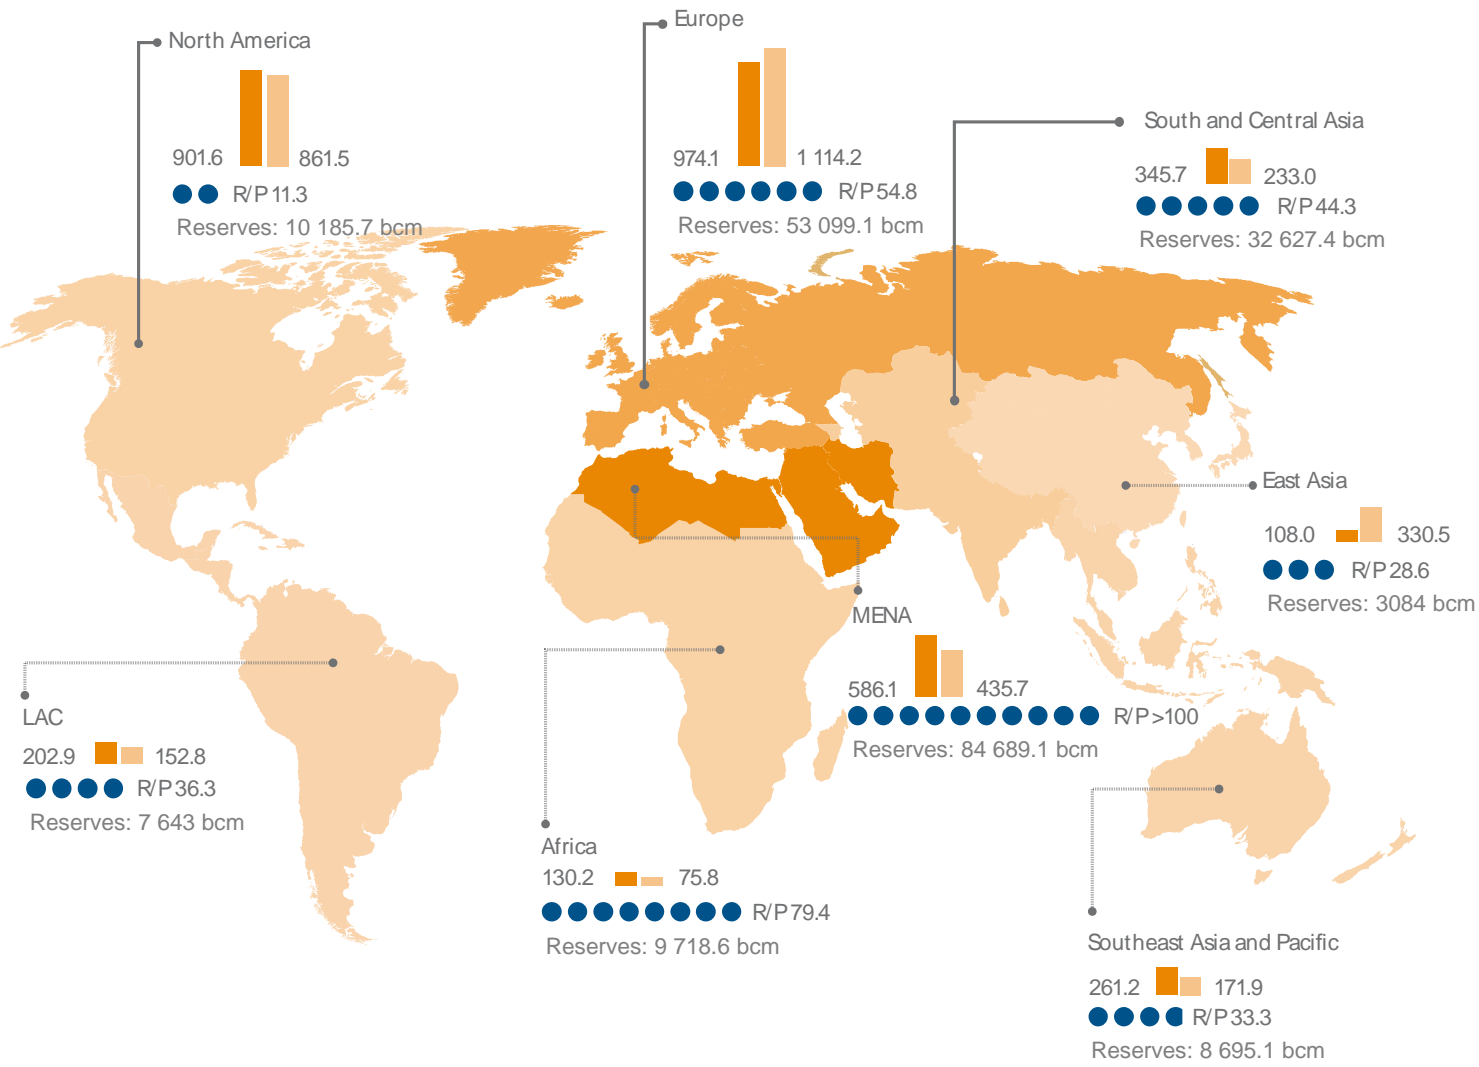 North America
901.6 861.5
R/P 11.3
Reserves: 10 185.7 bcm
Europe
974.1 1 114.2
R/P 54.8
Reserves: 53 099.1 bcm
South and Central Asia
345.7 233.0
R/P 44.3
Reserves: 32 627.4 bcm
East Asia
108.0 330.5
R/P 28.6
Reserves: 3084 bcm
MENA
586.1 435.7
R/P >100
Reserves: 84 689.1 bcm
LAC
202.9 152.8
R/P 36.3
Reserves: 7 643 bcm
Africa
130.2 75.8
R/P 79.4
Reserves: 9 718.6 bcm
Southeast Asia and Pacific
261.2 171.9
R/P 33.3
Reserves: 8 695.1 bcm